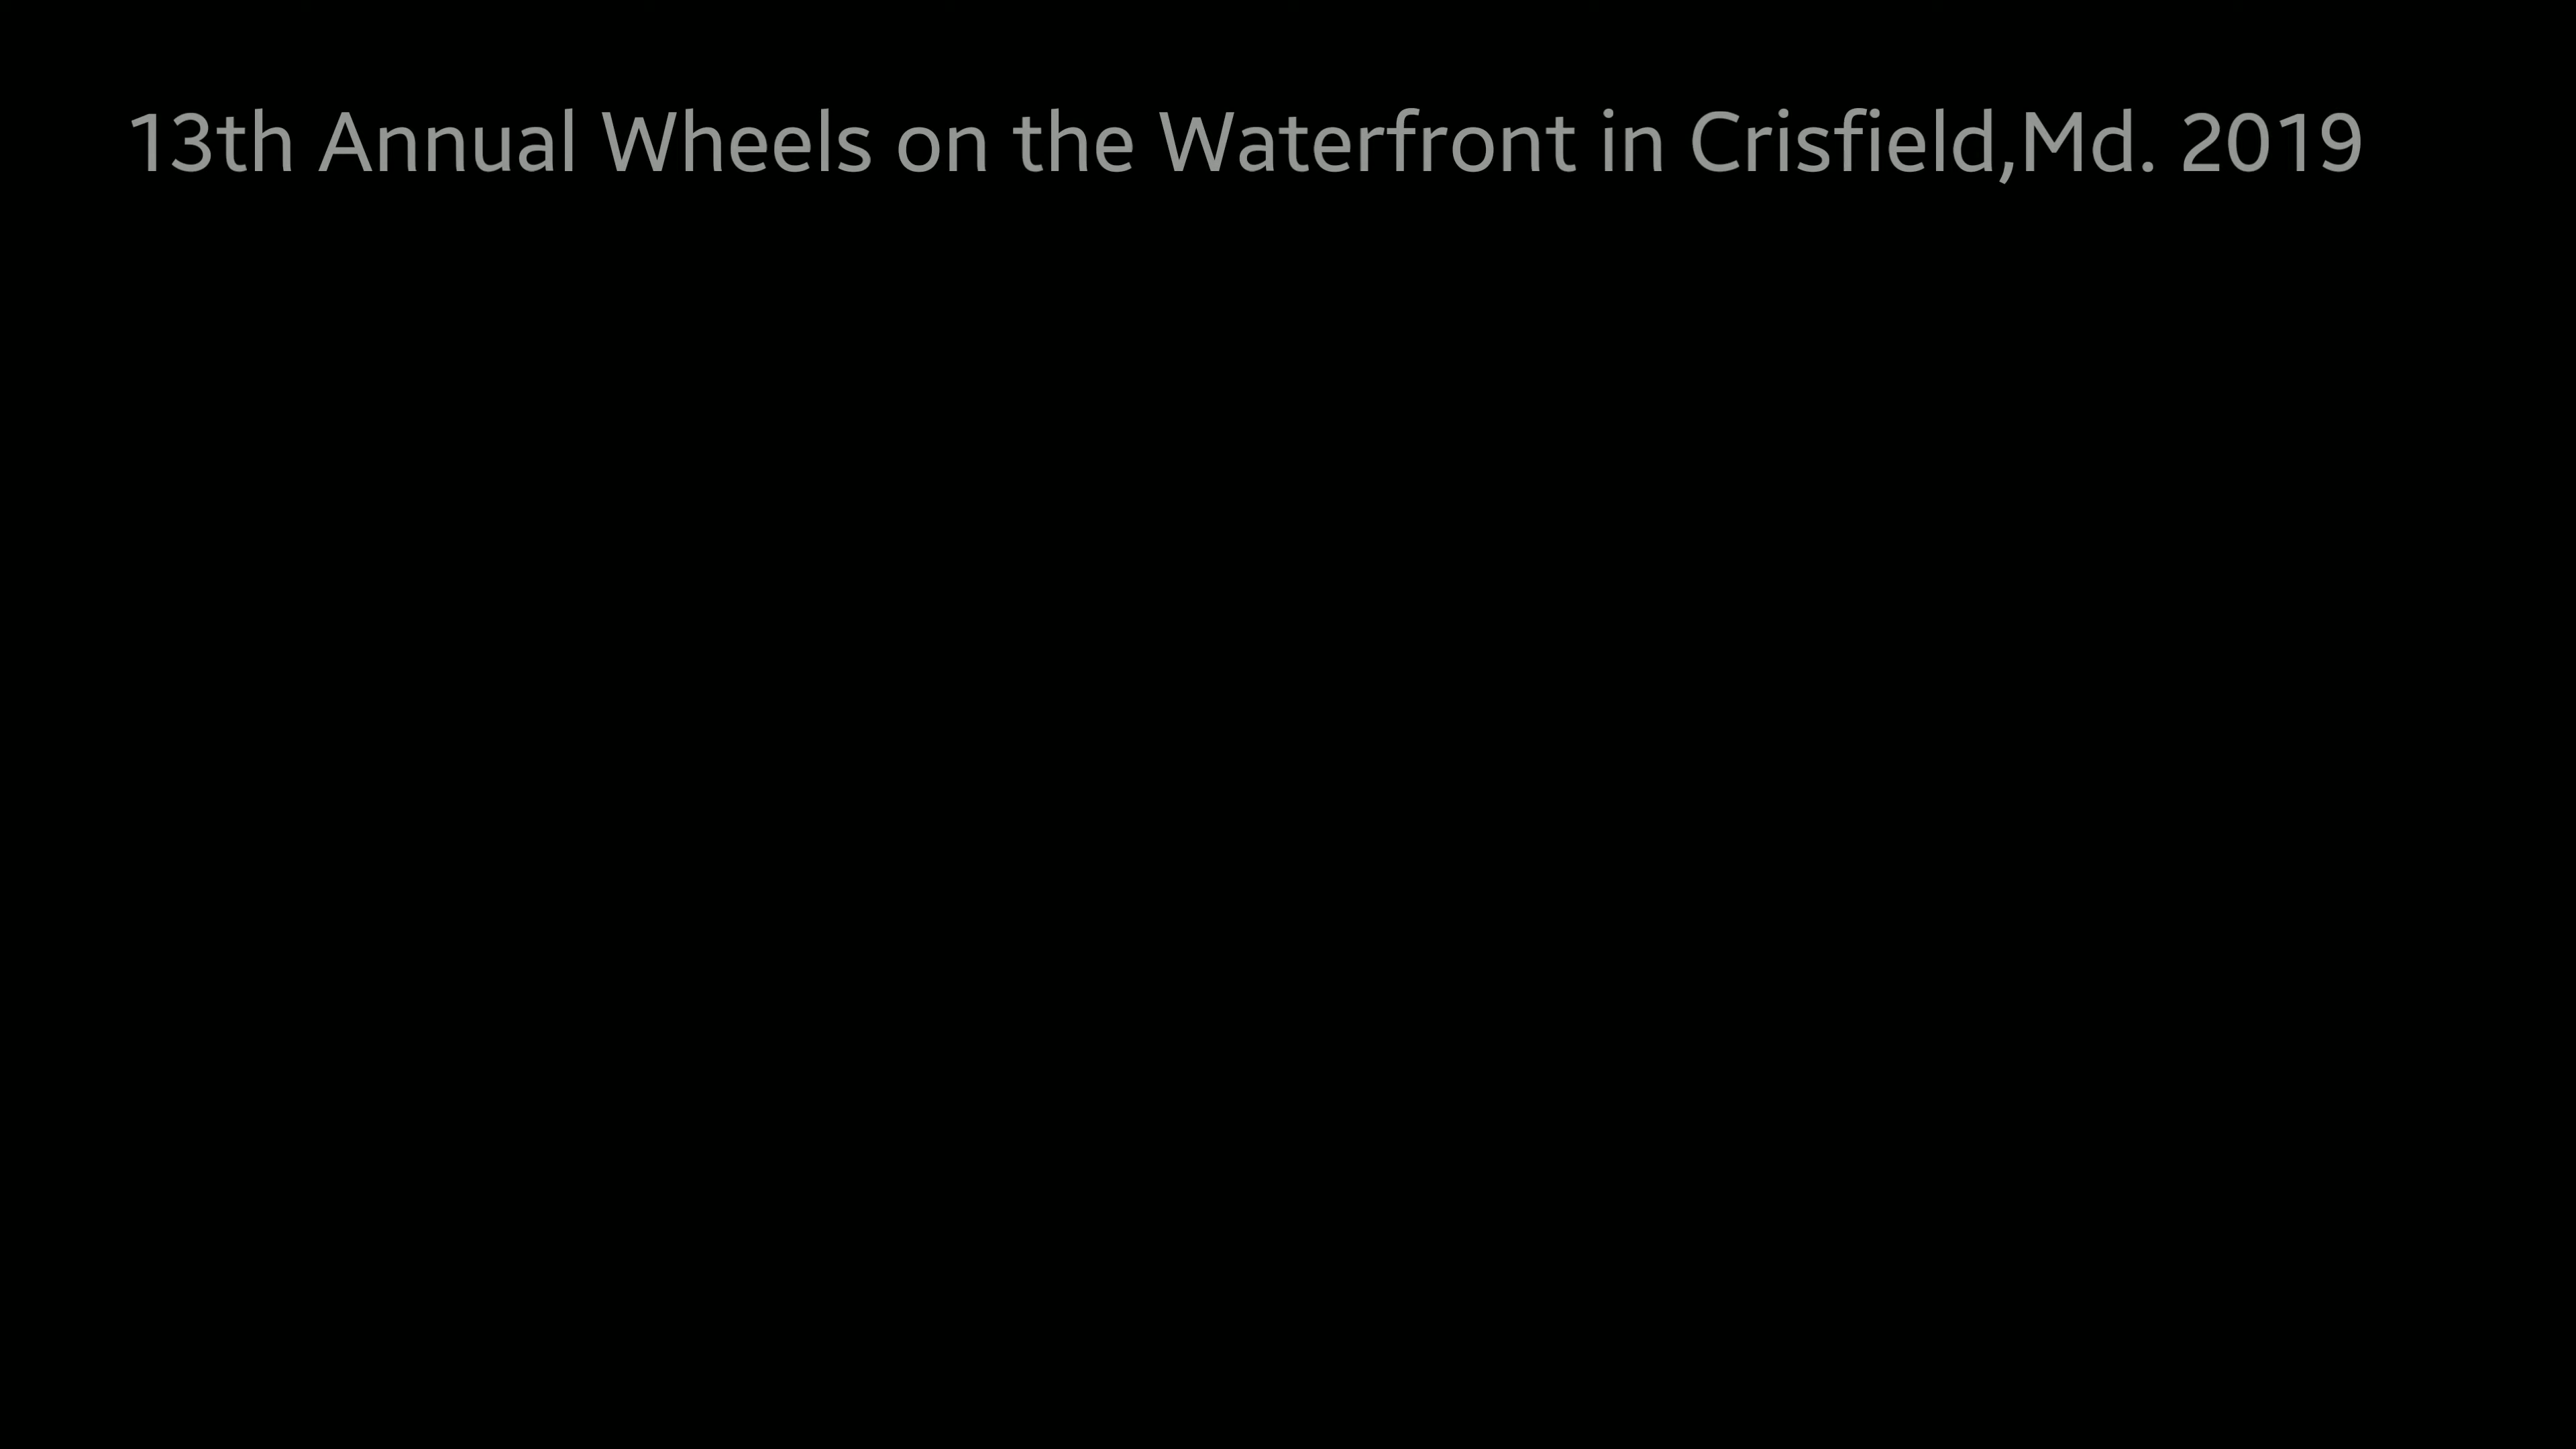 13th Annual Wheels on the Waterfront in Crisfield,Md. 2019